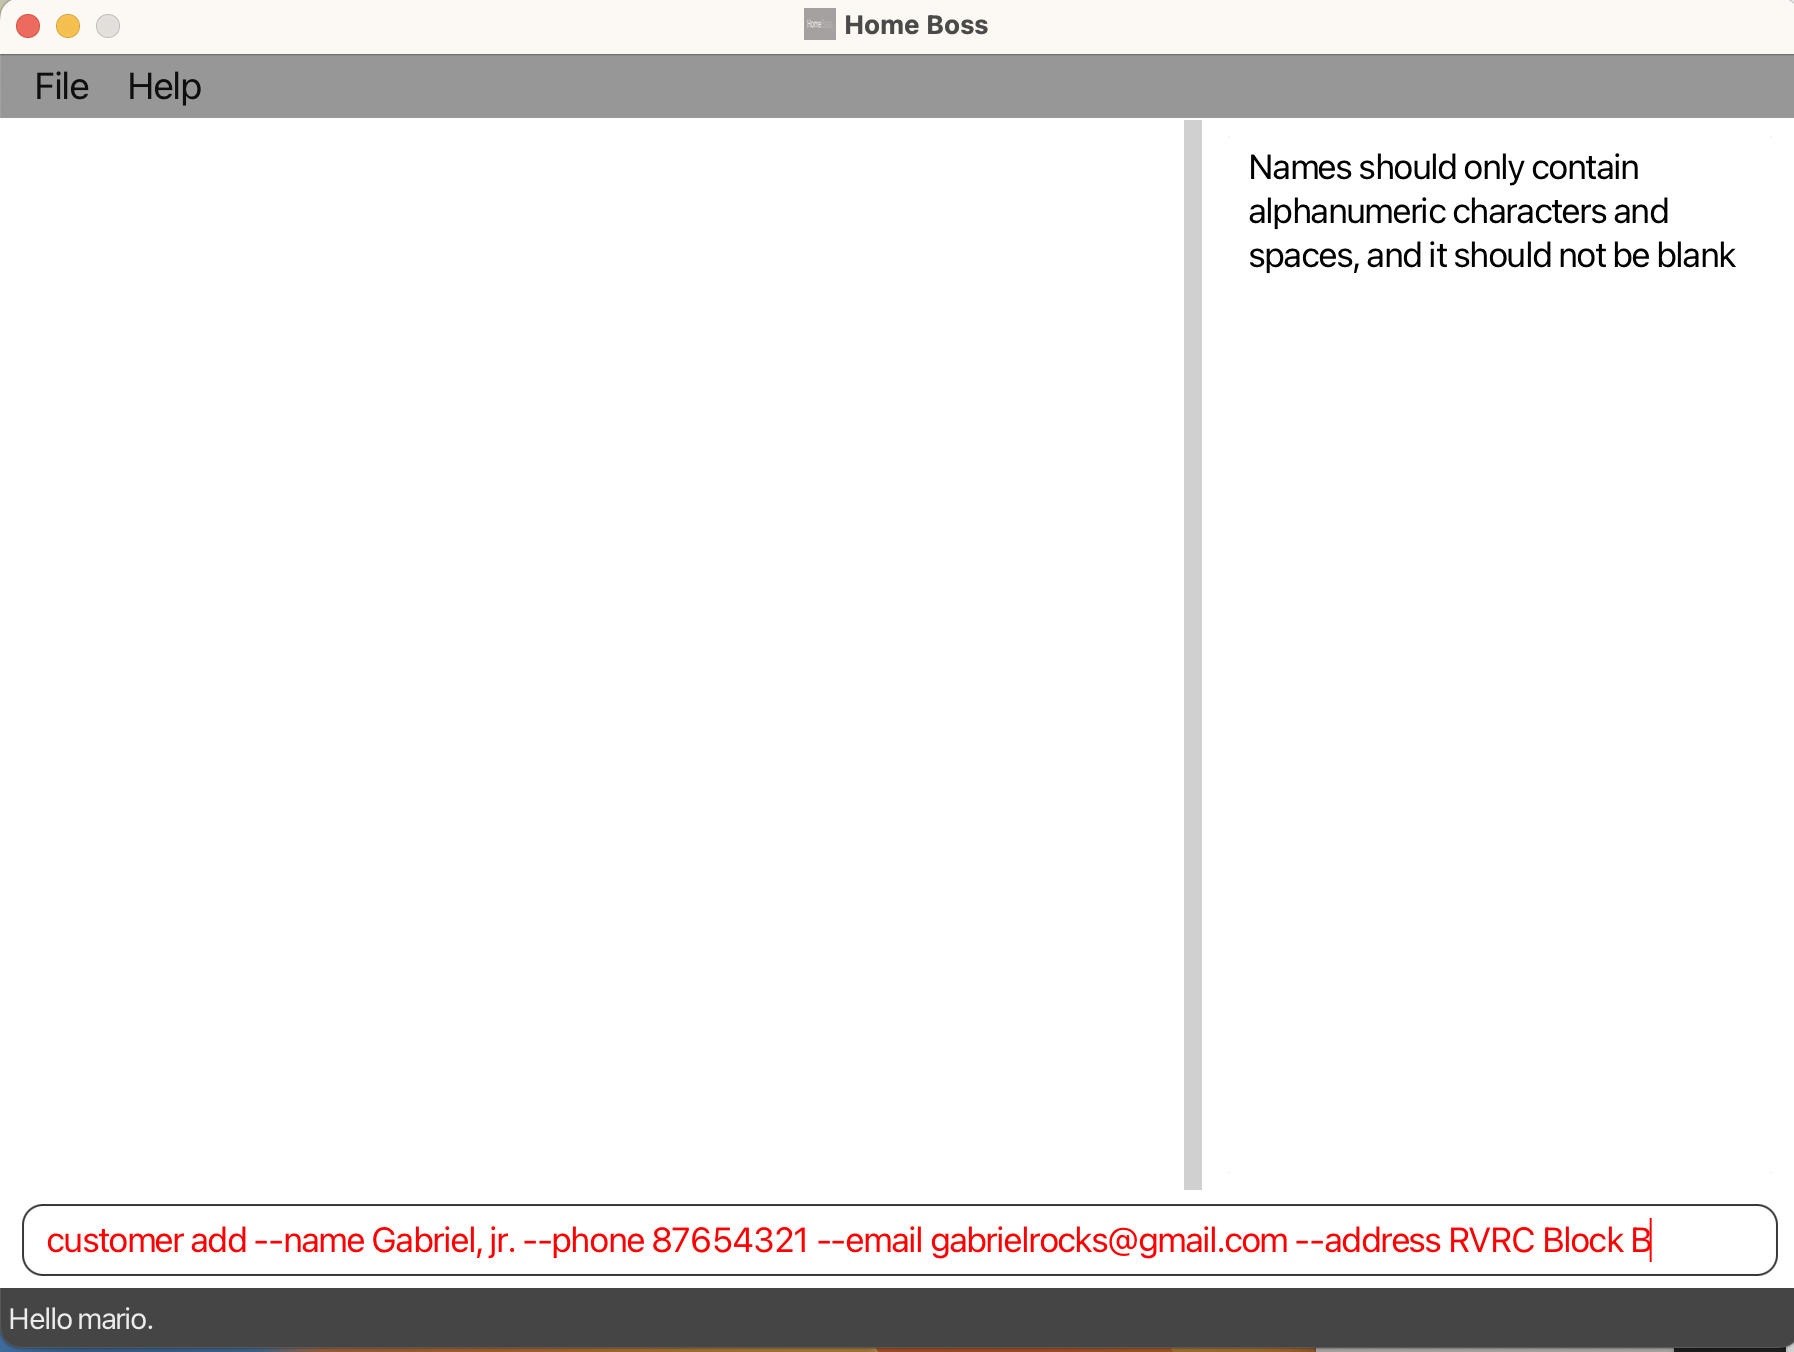 Home Boss
File Help
Names should only contain
alphanumeric characters and
spaces, and it should not be blank
customer add --name Gabriel, jr. --phone 87654321 --email gabrielrocks@gmail.com --address RVRC Block B
Hello mario.